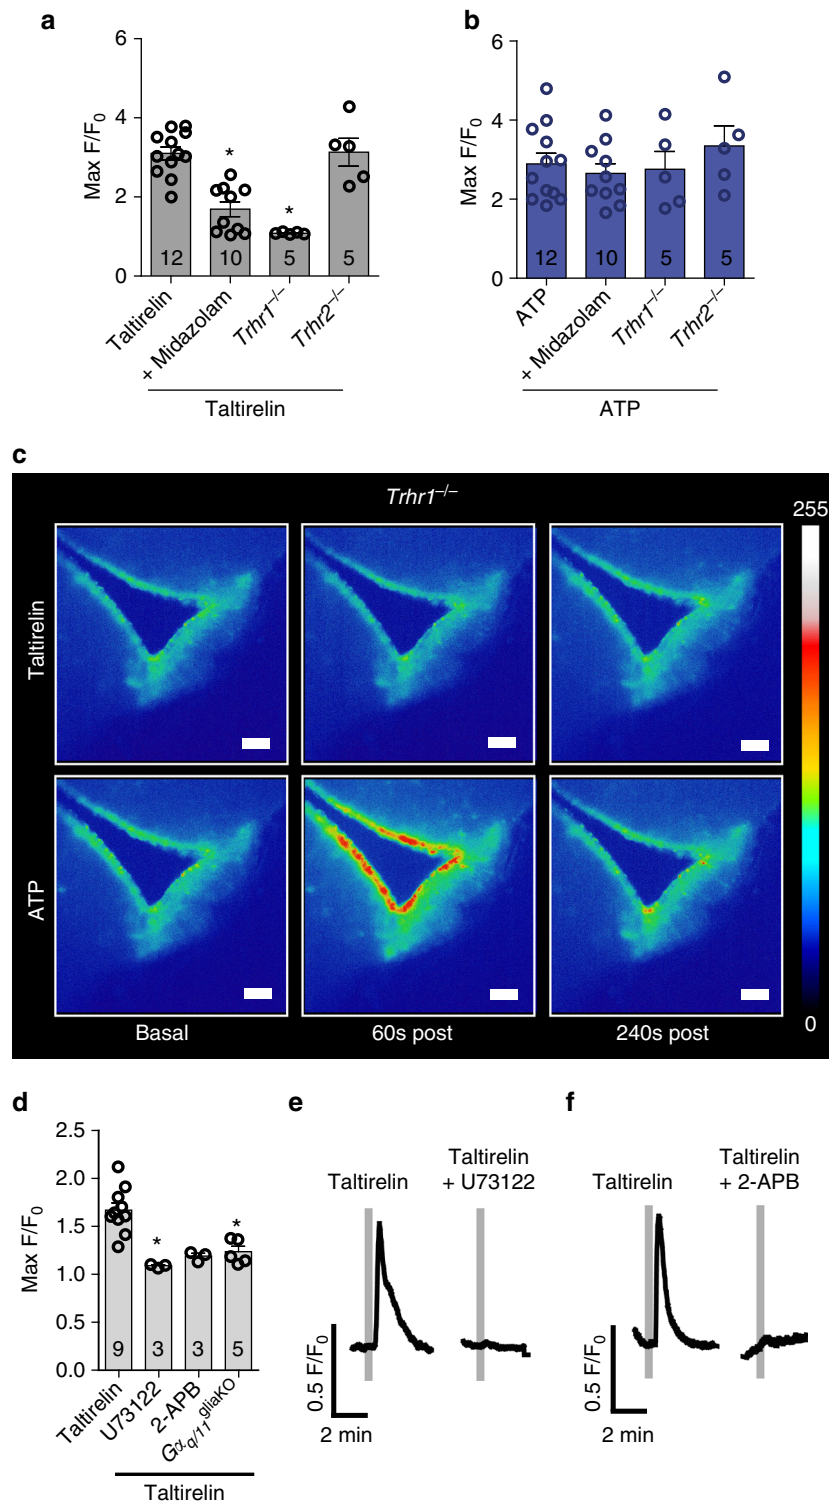 a
6
4
2
0
Max F/F0
*
*
12
10
5
5
Taltirelin
+ Midazolam
Trhr1–/–
Trhr2–/–
Taltirelin
b
6
4
2
0
Max F/F0
12
10
5
5
ATP
+ Midazolam
Trhr1–/–
Trhr2–/–
ATP
c
Trhr1–/–
255
Taltirelin
ATP
0
Basal
60s post
240s post
d
2.5
2.0
1.5
1.0
0.5
0.0
Max F/F0
*
*
9
3
3
5
Taltirelin
U73122
2-APB
Gαq/11gliaKO
Taltirelin
e
Taltirelin
Taltirelin
+ U73122
0.5 F/F0
2 min
f
Taltirelin
Taltirelin
+ 2-APB
0.5 F/F0
2 min